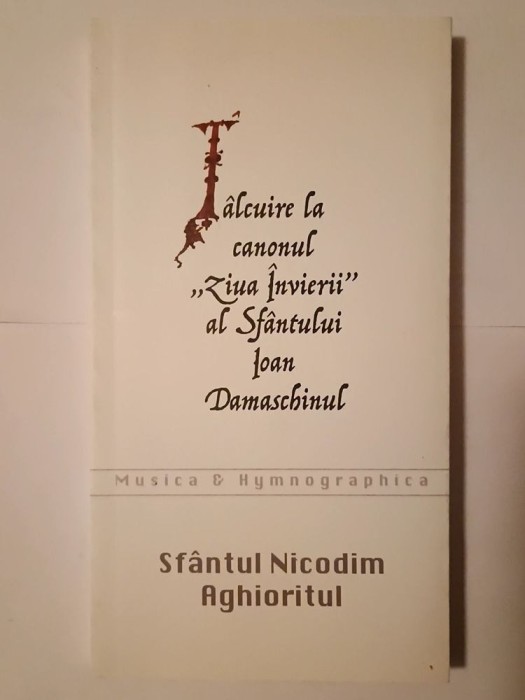 Tâlcuire la
canonul
„Ziua Învierii”
al Sfântului
Ioan
Damaschinul
Musica & Hymnographica
Sfântul Nicodim
Aghioritul